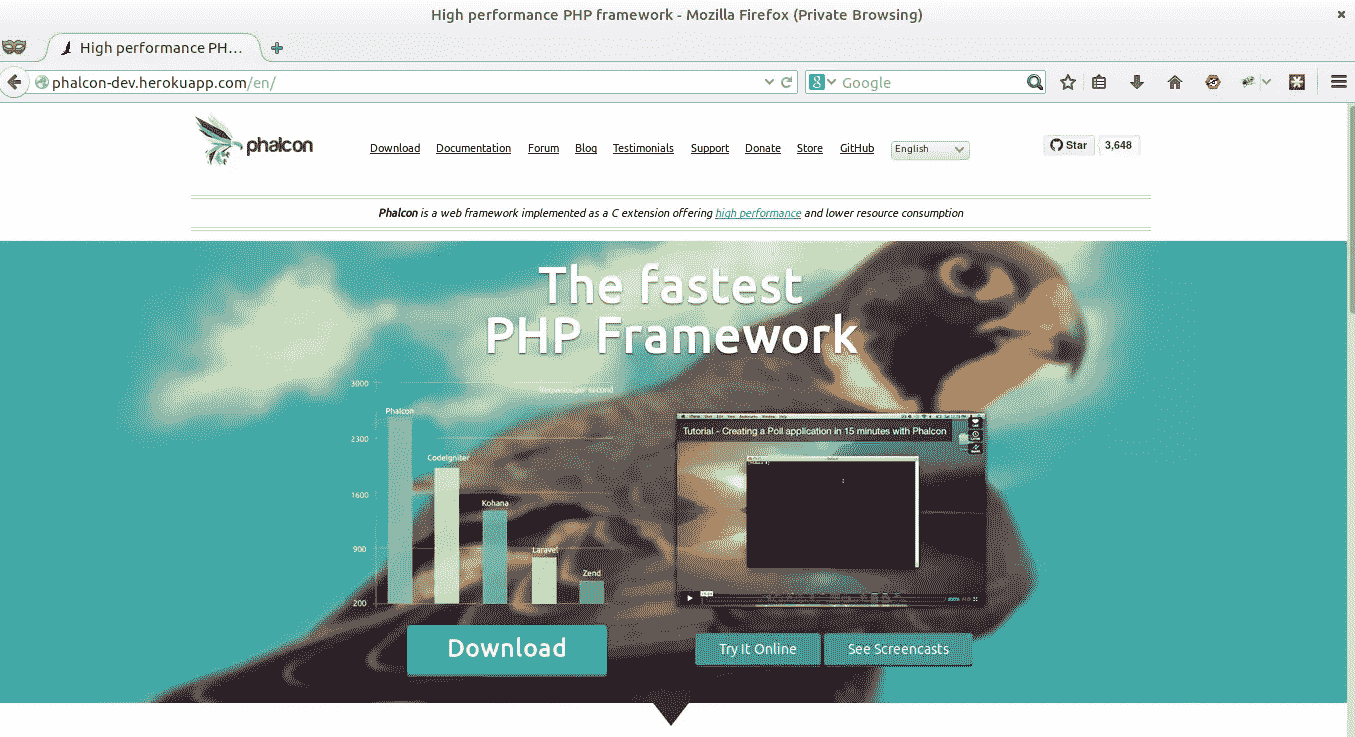 High performance PHP framework - Mozilla Firefox (Private Browsing)
High performance PH...
phalcon-dev.herokuapp.com/en/
Google
phalcon
Download Documentation Forum Blog Testimonials Support Donate Store GitHub English
Star 3,648
Phalcon is a web framework implemented as a C extension offering high performance and lower resource consumption
The fastest
PHP Framework
3000
Requests per second
Phalcon
2300
CodeIgniter
1600
Kohana
900
Laravel
Zend
200
Tutorial - Creating a Poll application in 15 minutes with Phalcon
Download
Try It Online
See Screencasts